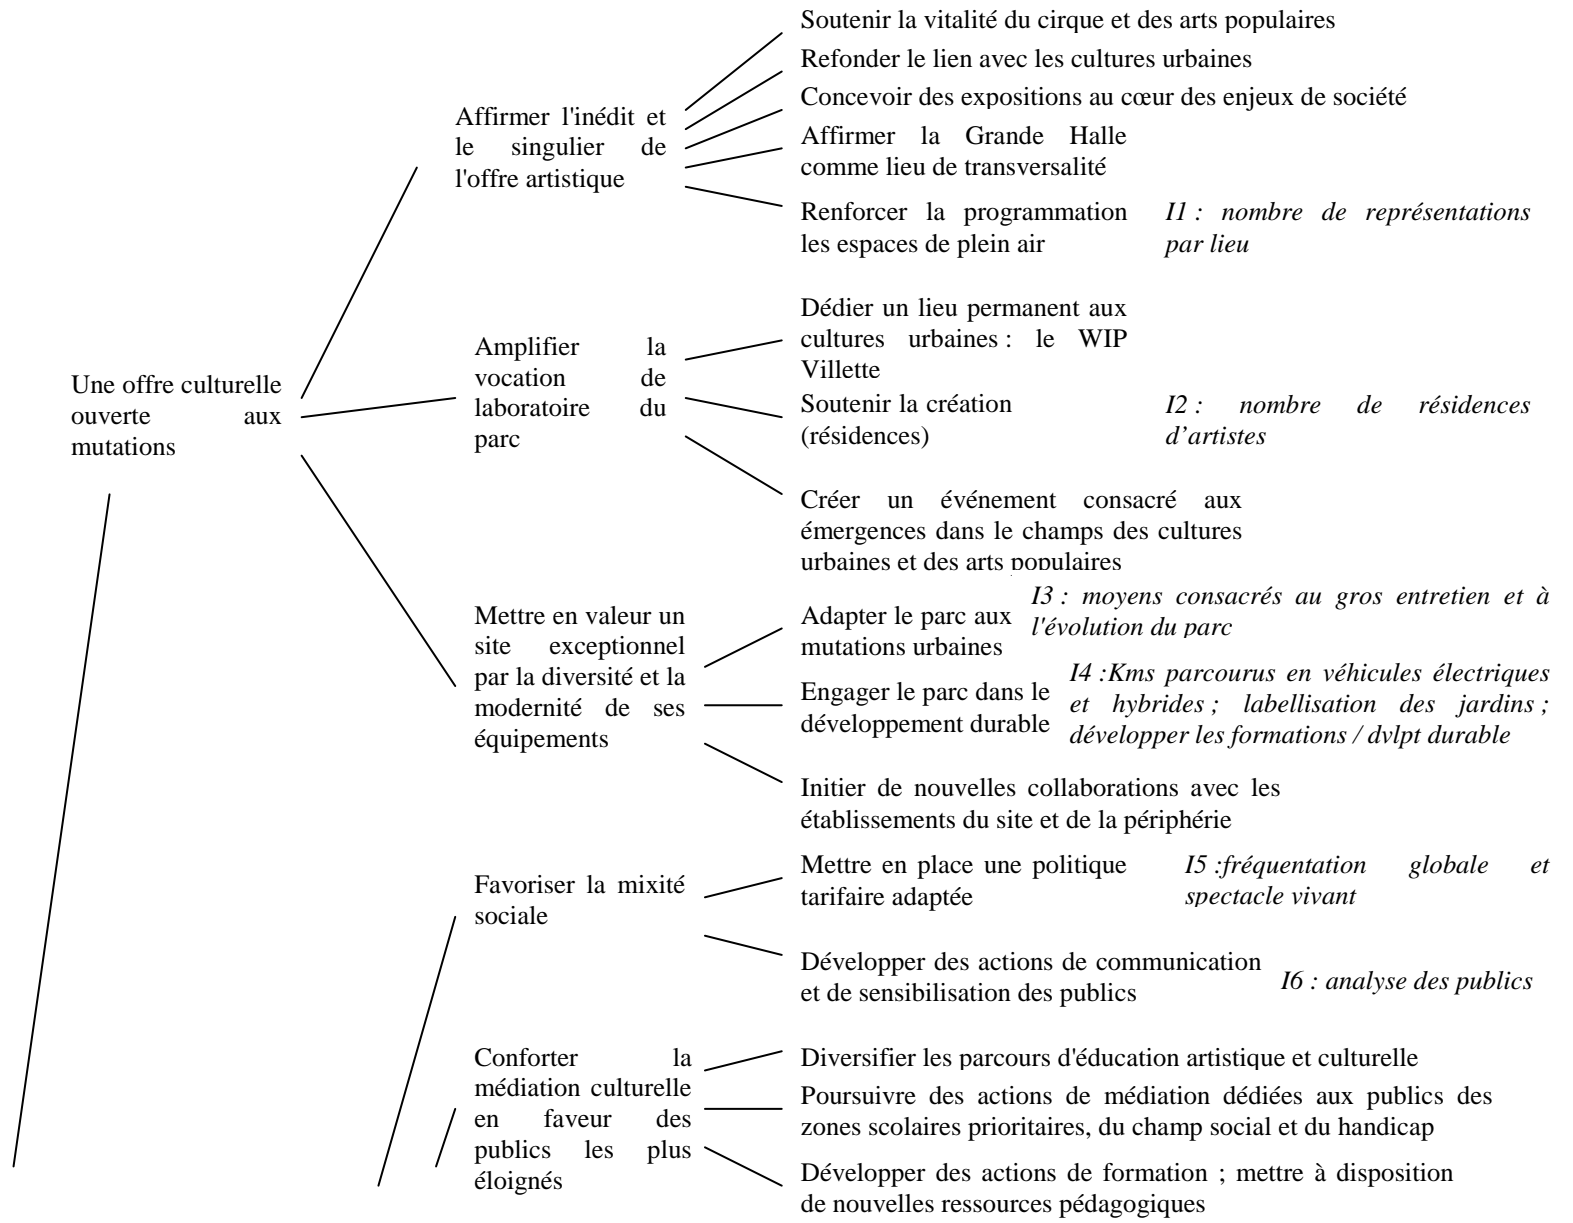 Soutenir la vitalité du cirque et des arts populaires
Refonder le lien avec les cultures urbaines
Concevoir des expositions au cœur des enjeux de société
Affirmer l'inédit et
le singulier de
l'offre artistique
Affirmer la Grande Halle
comme lieu de transversalité
Renforcer la programmation
les espaces de plein air
I1 : nombre de représentations
par lieu
Une offre culturelle
ouverte aux
mutations
Amplifier la
vocation de
laboratoire du
parc
Dédier un lieu permanent aux
cultures urbaines : le WIP
Villette
Soutenir la création
(résidences)
I2 : nombre de résidences
d'artistes
Créer un événement consacré aux
émergences dans le champs des cultures
urbaines et des arts populaires
Mettre en valeur un
site exceptionnel
par la diversité et la
modernité de ses
équipements
Adapter le parc aux
mutations urbaines
I3 : moyens consacrés au gros entretien et à
l'évolution du parc
Engager le parc dans le
développement durable
I4 :Kms parcourus en véhicules électriques
et hybrides ; labellisation des jardins ;
développer les formations / dvlpt durable
Initier de nouvelles collaborations avec les
établissements du site et de la périphérie
Favoriser la mixité
sociale
Mettre en place une politique
tarifaire adaptée
I5 :fréquentation globale et
spectacle vivant
Développer des actions de communication
et de sensibilisation des publics
I6 : analyse des publics
Conforter la
médiation culturelle
en faveur des
publics les plus
éloignés
Diversifier les parcours d'éducation artistique et culturelle
Poursuivre des actions de médiation dédiées aux publics des
zones scolaires prioritaires, du champ social et du handicap
Développer des actions de formation ; mettre à disposition
de nouvelles ressources pédagogiques